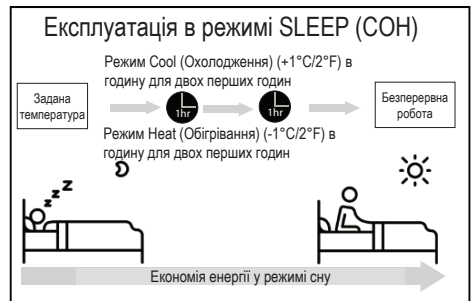 Експлуатація в режимі SLEEP (СОН)
Режим Cool (Охолодження) (+1°C/2°F) в
годину для двох перших годин
Задана
температура
1hr
1hr
Безперервна
робота
Режим Heat (Обігрівання) (-1°C/2°F) в
годину для двох перших годин
z z Z Z
Економія енергії у режимі сну